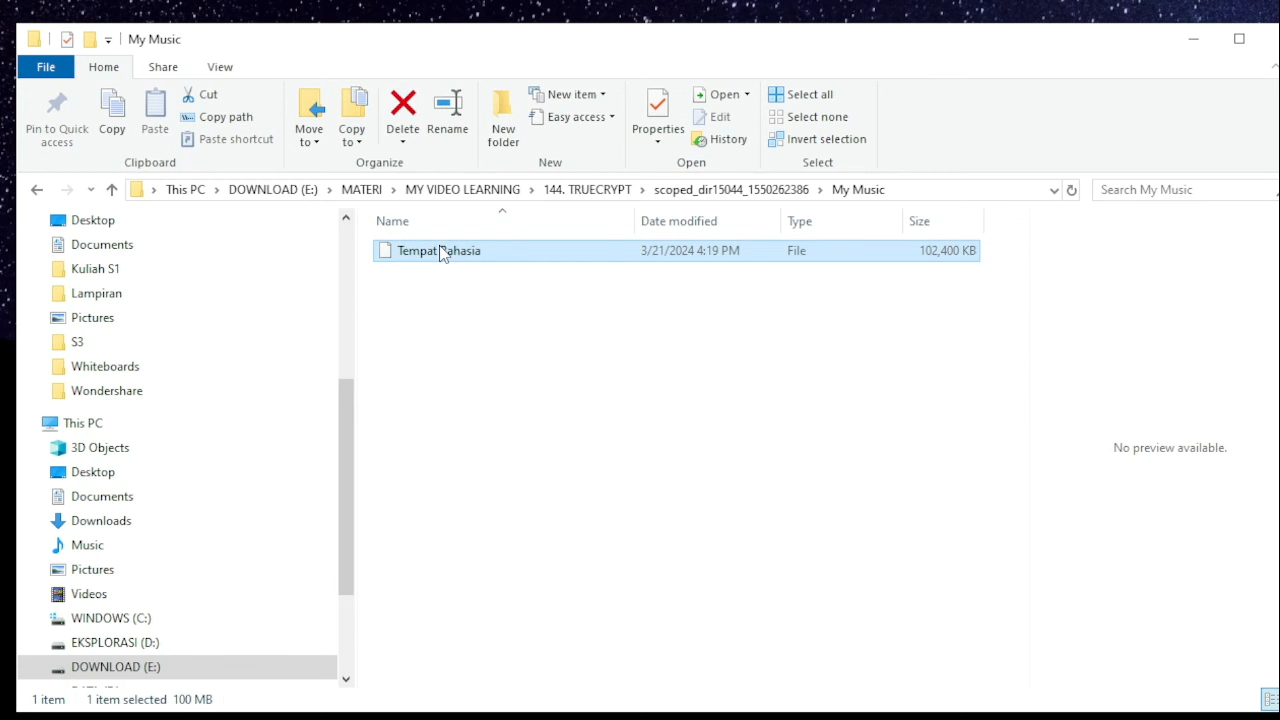 My Music
File Home Share View
Pin to Quick access
Copy
Paste
Cut
Copy path
Paste shortcut
Clipboard
Move to
Copy to
Delete
Rename
Organize
New folder
New item
Easy access
New
Properties
Open
Edit
History
Open
Select all
Select none
Invert selection
Select
This PC DOWNLOAD (E:) MATERI MY VIDEO LEARNING 144. TRUECRYPT scoped_dir15044_1550262386 My Music
Search My Music
Desktop
Documents
Kuliah S1
Lampiran
Pictures
S3
Whiteboards
Wondershare
This PC
3D Objects
Desktop
Documents
Downloads
Music
Pictures
Videos
WINDOWS (C:)
EKSPLORASI (D:)
DOWNLOAD (E:)
Name Date modified Type Size
Tempat Rahasia 3/21/2024 4:19 PM File 102,400 KB
No preview available.
1 item 1 item selected 100 MB